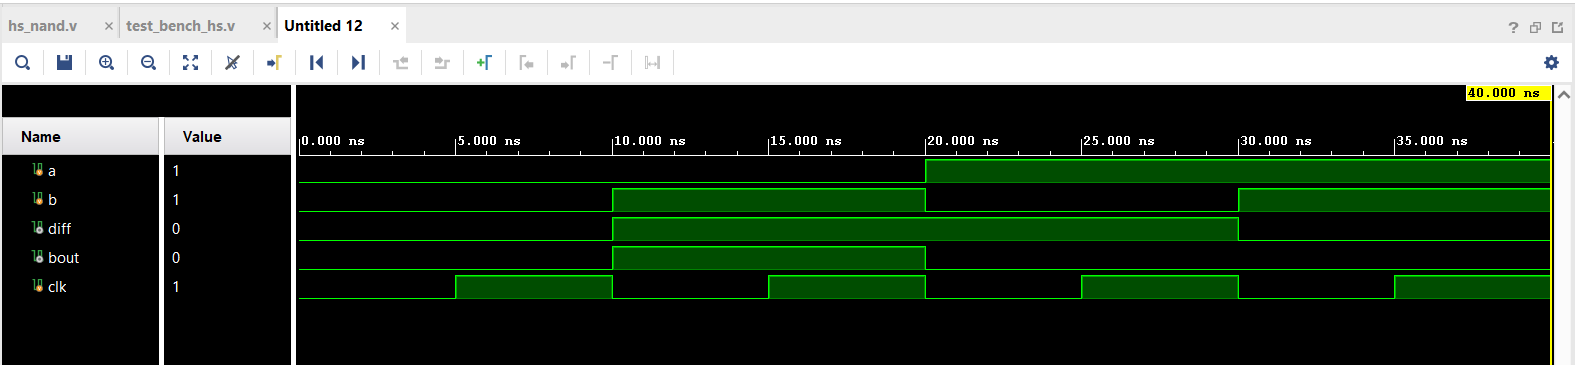 hs_nand.v × test_bench_hs.v × Untitled 12 ×
? 
40.000 ns
Name Value
0.000 ns 5.000 ns 10.000 ns 15.000 ns 20.000 ns 25.000 ns 30.000 ns 35.000 ns
a 1
b 1
diff 0
bout 0
clk 1